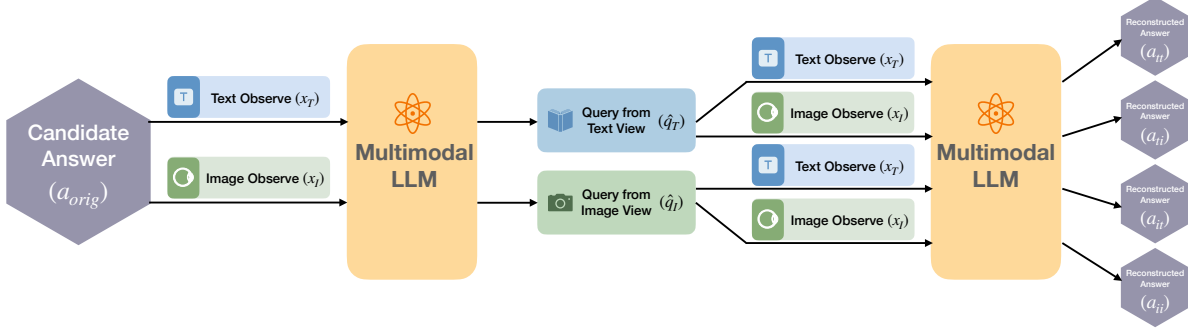 Candidate
Answer
(a_orig)
T Text Observe (x_T)
Image Observe (x_I)
Multimodal
LLM
Query from
Text View (q̂_T)
Query from
Image View (q̂_I)
T Text Observe (x_T)
Image Observe (x_I)
T Text Observe (x_T)
Image Observe (x_I)
Multimodal
LLM
Reconstructed
Answer
(a_tt)
Reconstructed
Answer
(a_ti)
Reconstructed
Answer
(a_it)
Reconstructed
Answer
(a_ii)